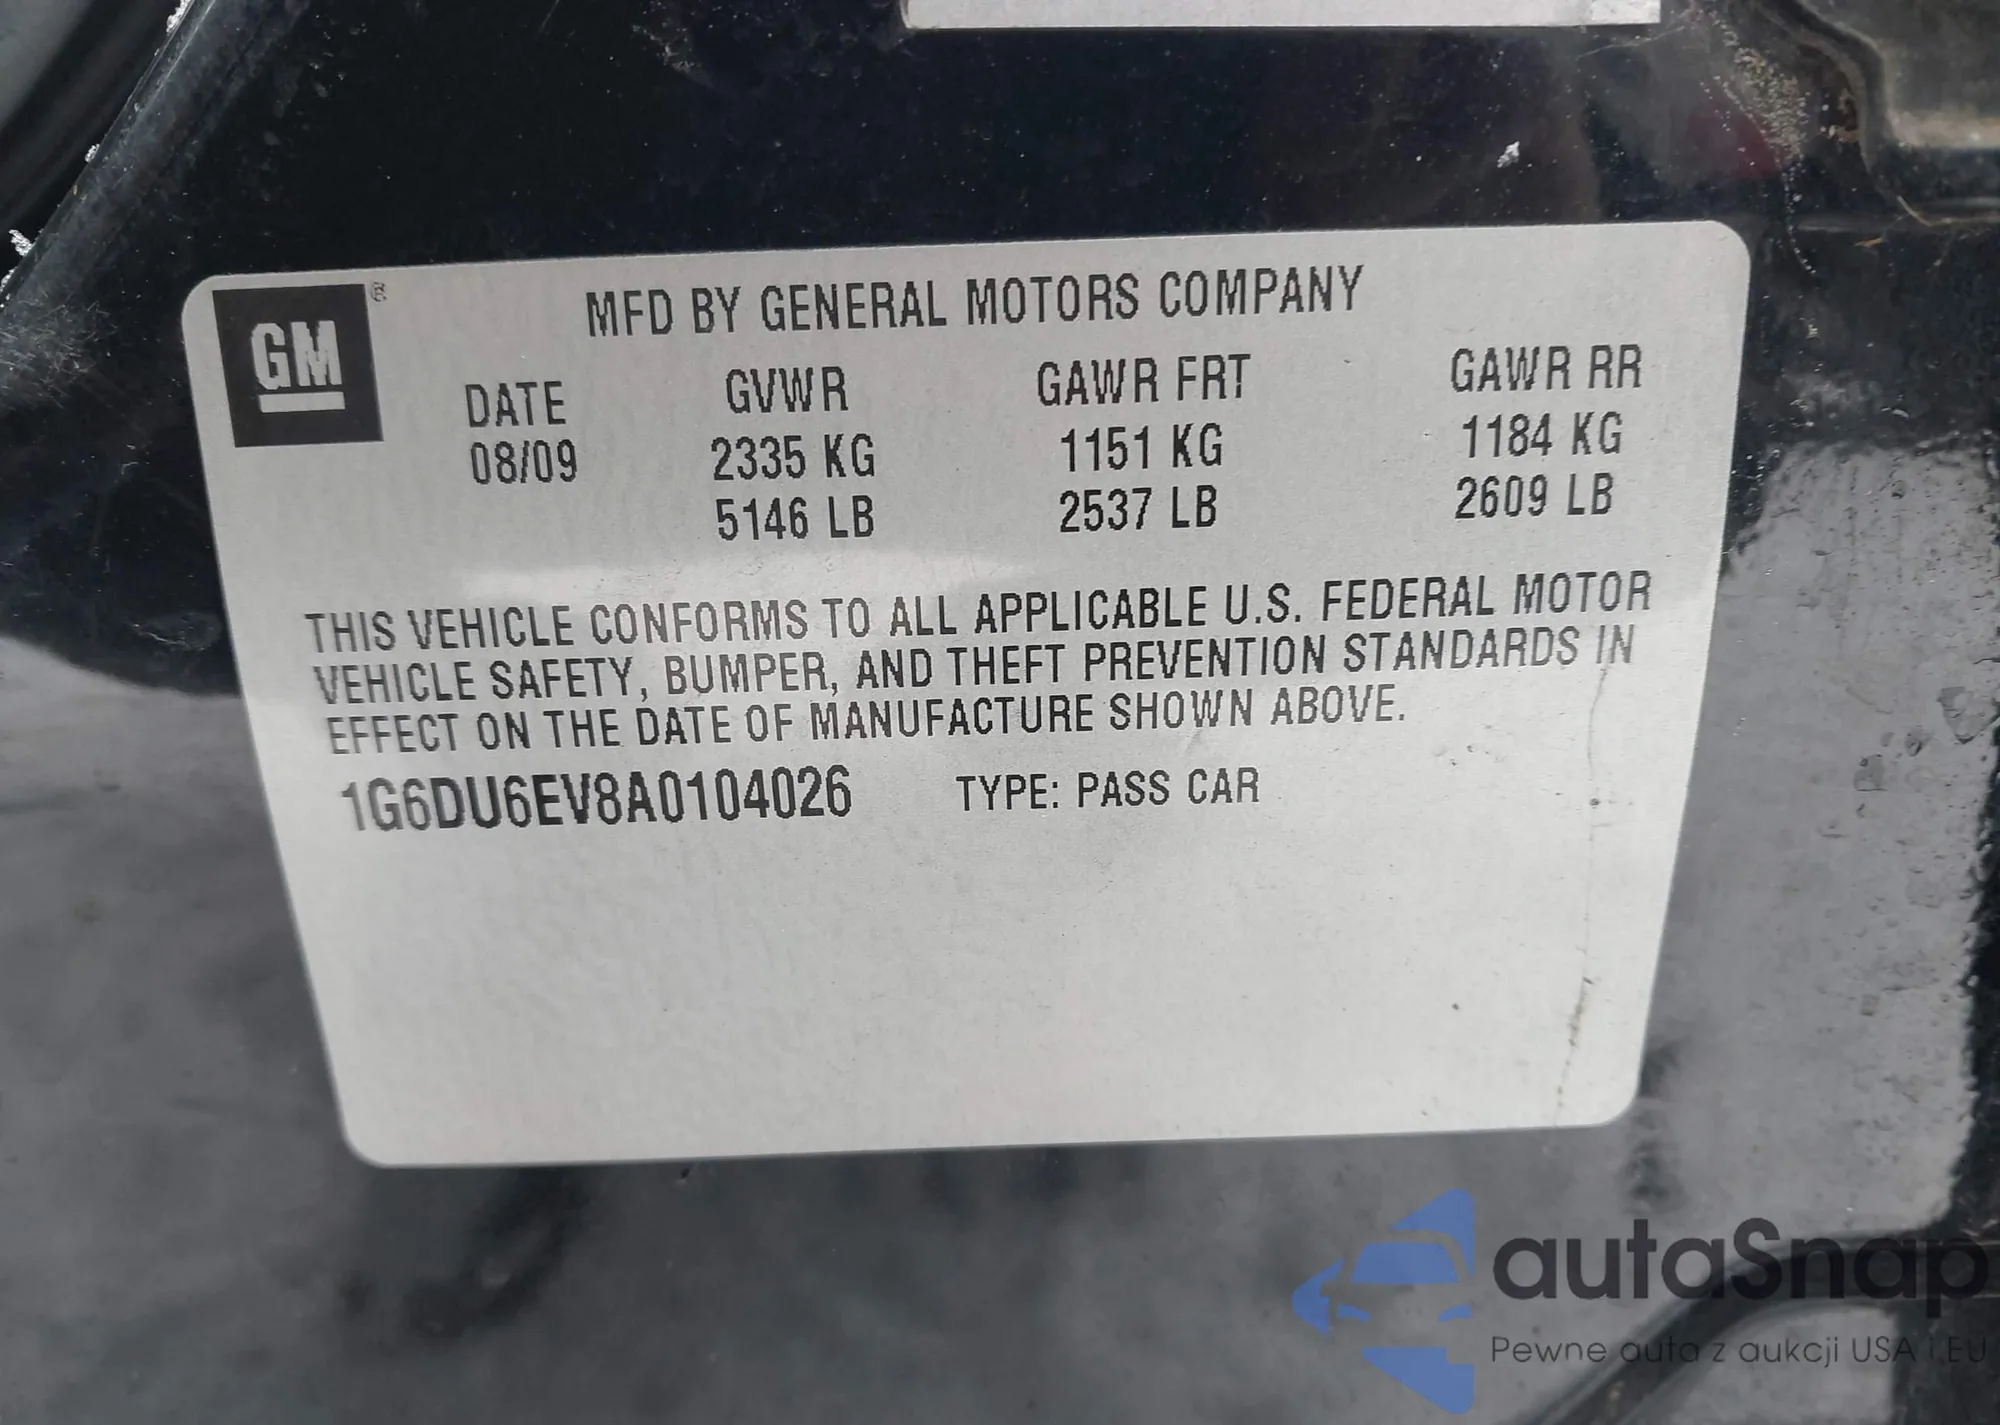 GM ®
MFD BY GENERAL MOTORS COMPANY
DATE GVWR GAWR FRT GAWR RR
08/09 2335 KG 1151 KG 1184 KG
5146 LB 2537 LB 2609 LB
THIS VEHICLE CONFORMS TO ALL APPLICABLE U.S. FEDERAL MOTOR
VEHICLE SAFETY, BUMPER, AND THEFT PREVENTION STANDARDS IN
EFFECT ON THE DATE OF MANUFACTURE SHOWN ABOVE.
1G6DU6EV8A0104026 TYPE: PASS CAR
autaSnap
Pewne auta z aukcji USA i EU